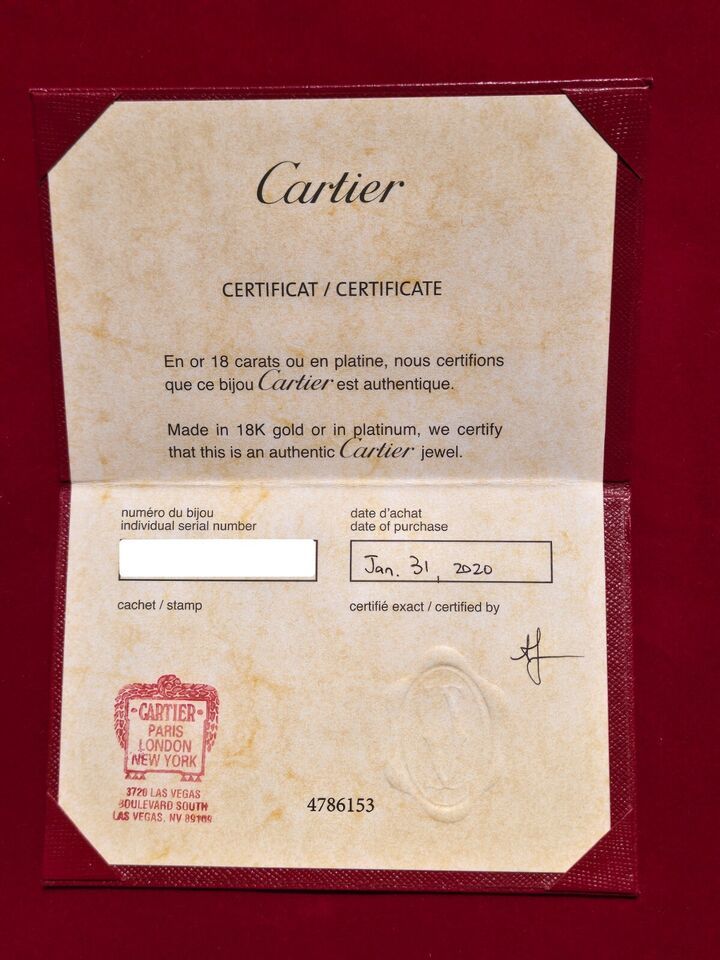 Cartier
CERTIFICAT / CERTIFICATE
En or 18 carats ou en platine, nous certifions
que ce bijou Cartier est authentique.
Made in 18K gold or in platinum, we certify
that this is an authentic Cartier jewel.
numéro du bijou
individual serial number
date d'achat
date of purchase
Jan. 31, 2020
cachet / stamp
certifié exact / certified by
CARTIER
PARIS
LONDON
NEW YORK
3720 LAS VEGAS
BOULEVARD SOUTH
LAS VEGAS, NV 89109
4786153